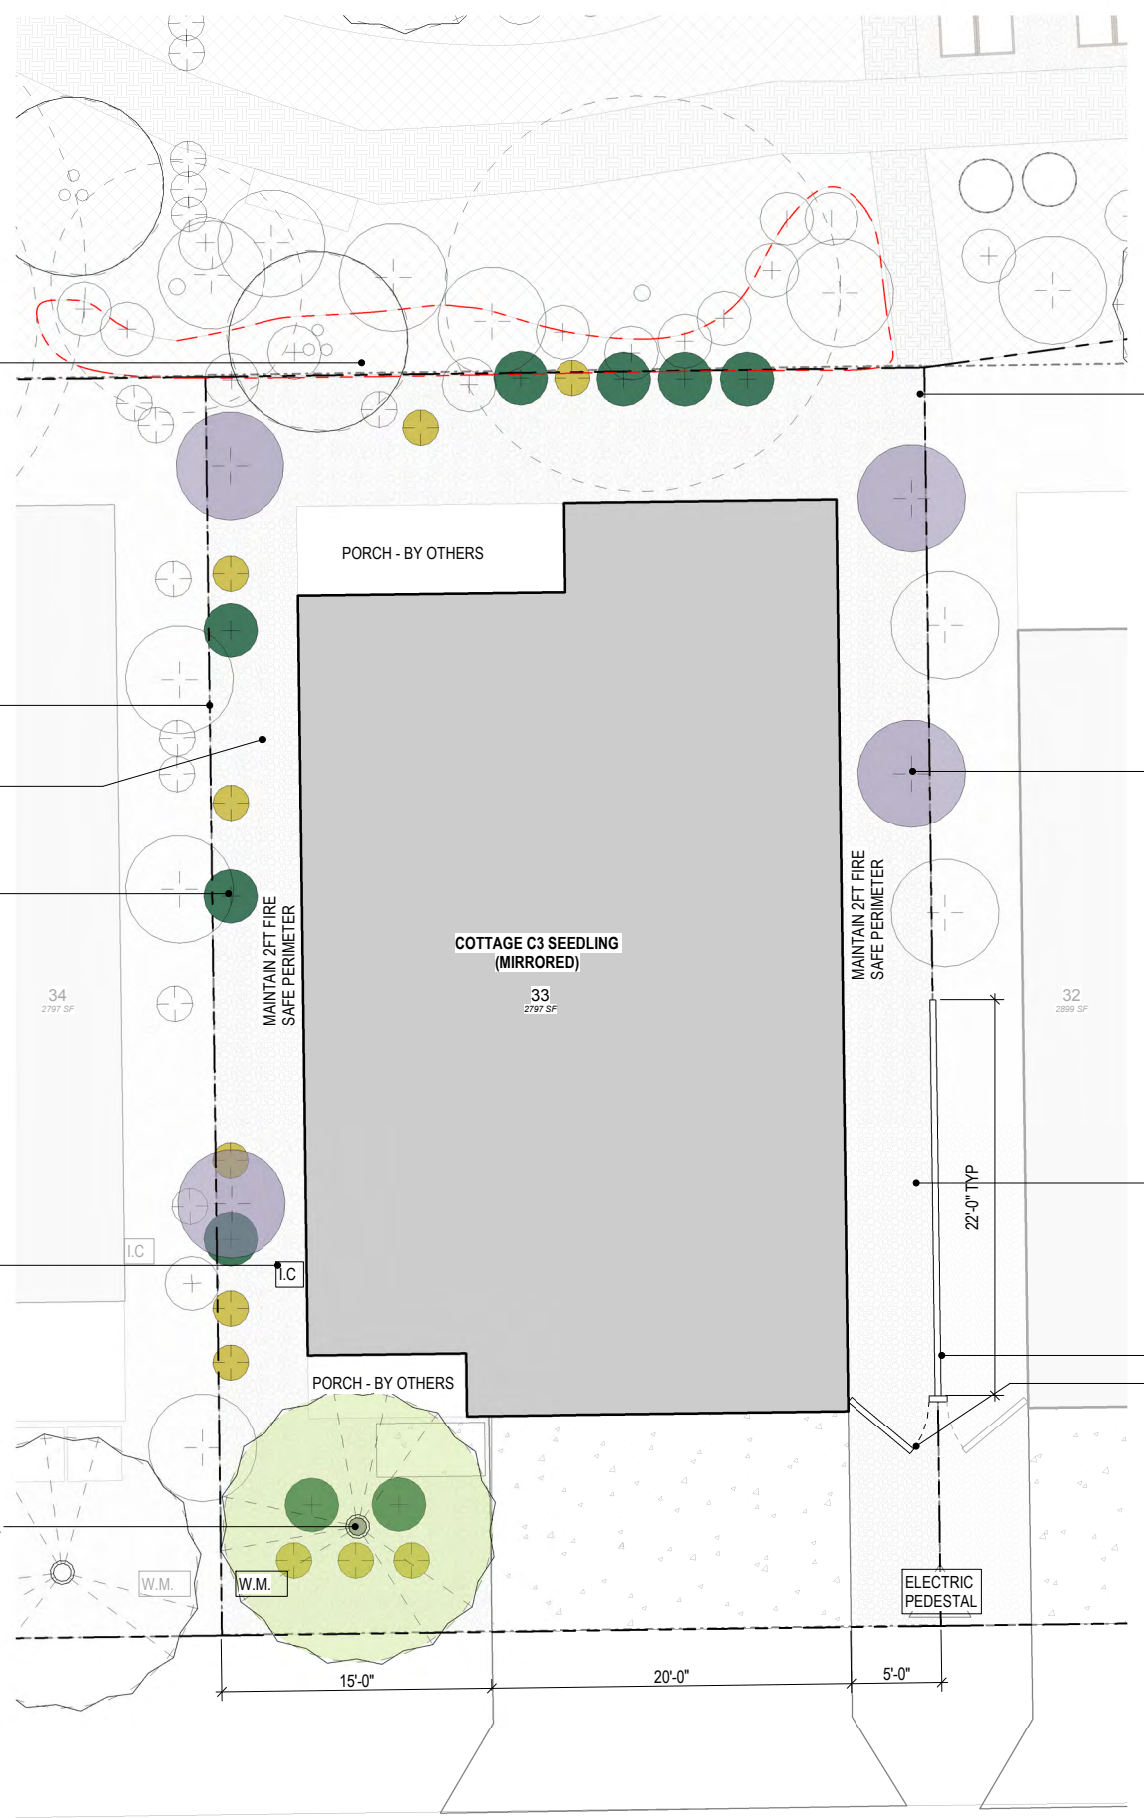 PORCH - BY OTHERS
MAINTAIN 2FT FIRE
SAFE PERIMETER
MAINTAIN 2FT FIRE
SAFE PERIMETER
COTTAGE C3 SEEDLING
(MIRRORED)
33
2797 SF
34
2797 SF
32
2899 SF
22'-0" TYP
I.C
I.C
PORCH - BY OTHERS
W.M.
W.M.
ELECTRIC
PEDESTAL
15'-0"
20'-0"
5'-0"